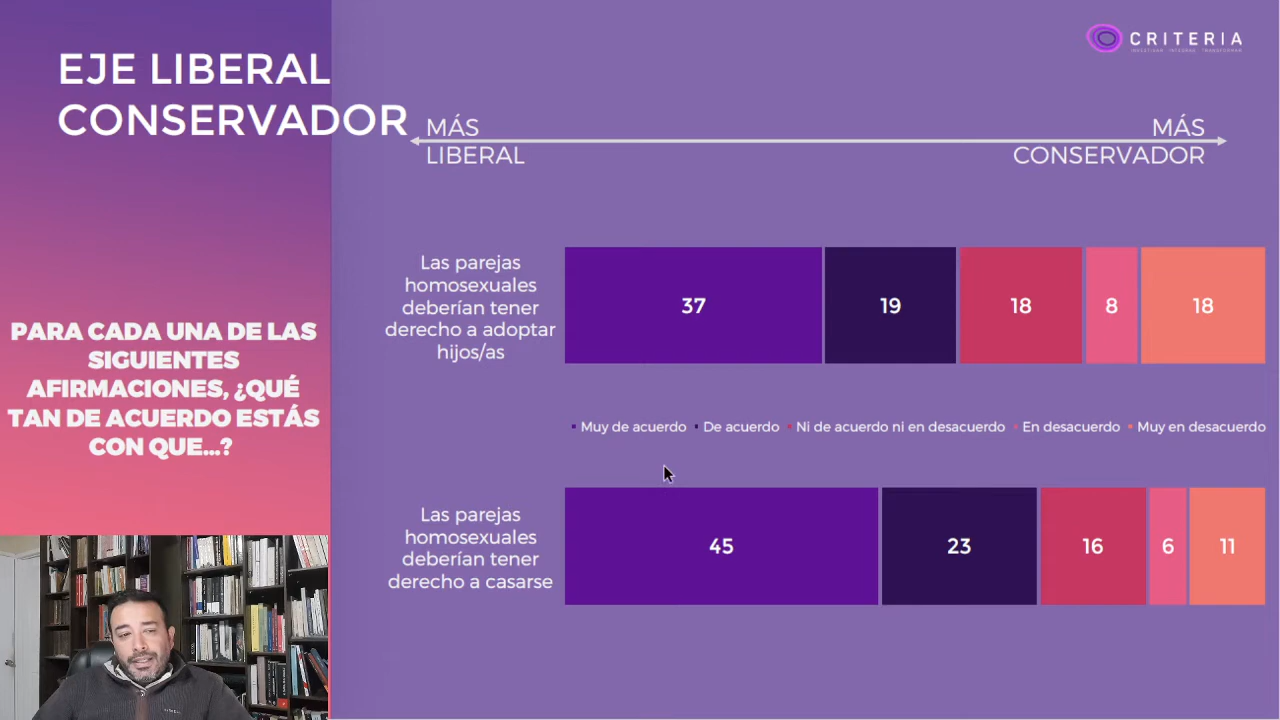 EJE LIBERAL
CONSERVADOR
CRITERIA
INVESTIGAR INTEGRAR TRANSFORMAR
MÁS
LIBERAL
MÁS
CONSERVADOR
PARA CADA UNA DE LAS
SIGUIENTES
AFIRMACIONES, ¿QUÉ
TAN DE ACUERDO ESTÁS
CON QUE...?
Las parejas
homosexuales
deberían tener
derecho a adoptar
hijos/as
37 19 18 8 18
Muy de acuerdo De acuerdo Ni de acuerdo ni en desacuerdo En desacuerdo Muy en desacuerdo
Las parejas
homosexuales
deberían tener
derecho a casarse
45 23 16 6 11